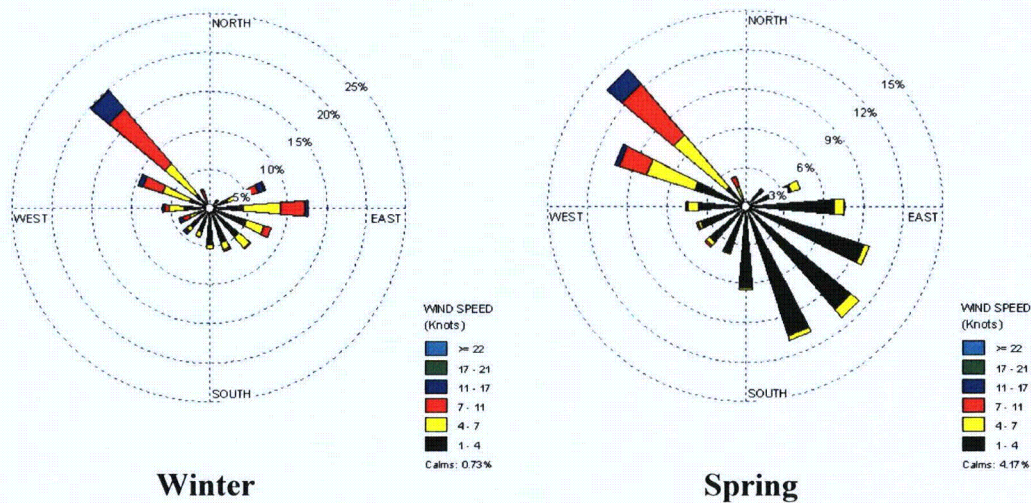 NORTH
25%
20%
15%
10%
5%
WEST
EAST
SOUTH
WIND SPEED
(Knots)
>= 22
17 - 21
11 - 17
7 - 11
4 - 7
1 - 4
Calms: 0.73%
Winter
NORTH
15%
12%
9%
6%
3%
WEST
EAST
SOUTH
WIND SPEED
(Knots)
>= 22
17 - 21
11 - 17
7 - 11
4 - 7
1 - 4
Calms: 4.17%
Spring